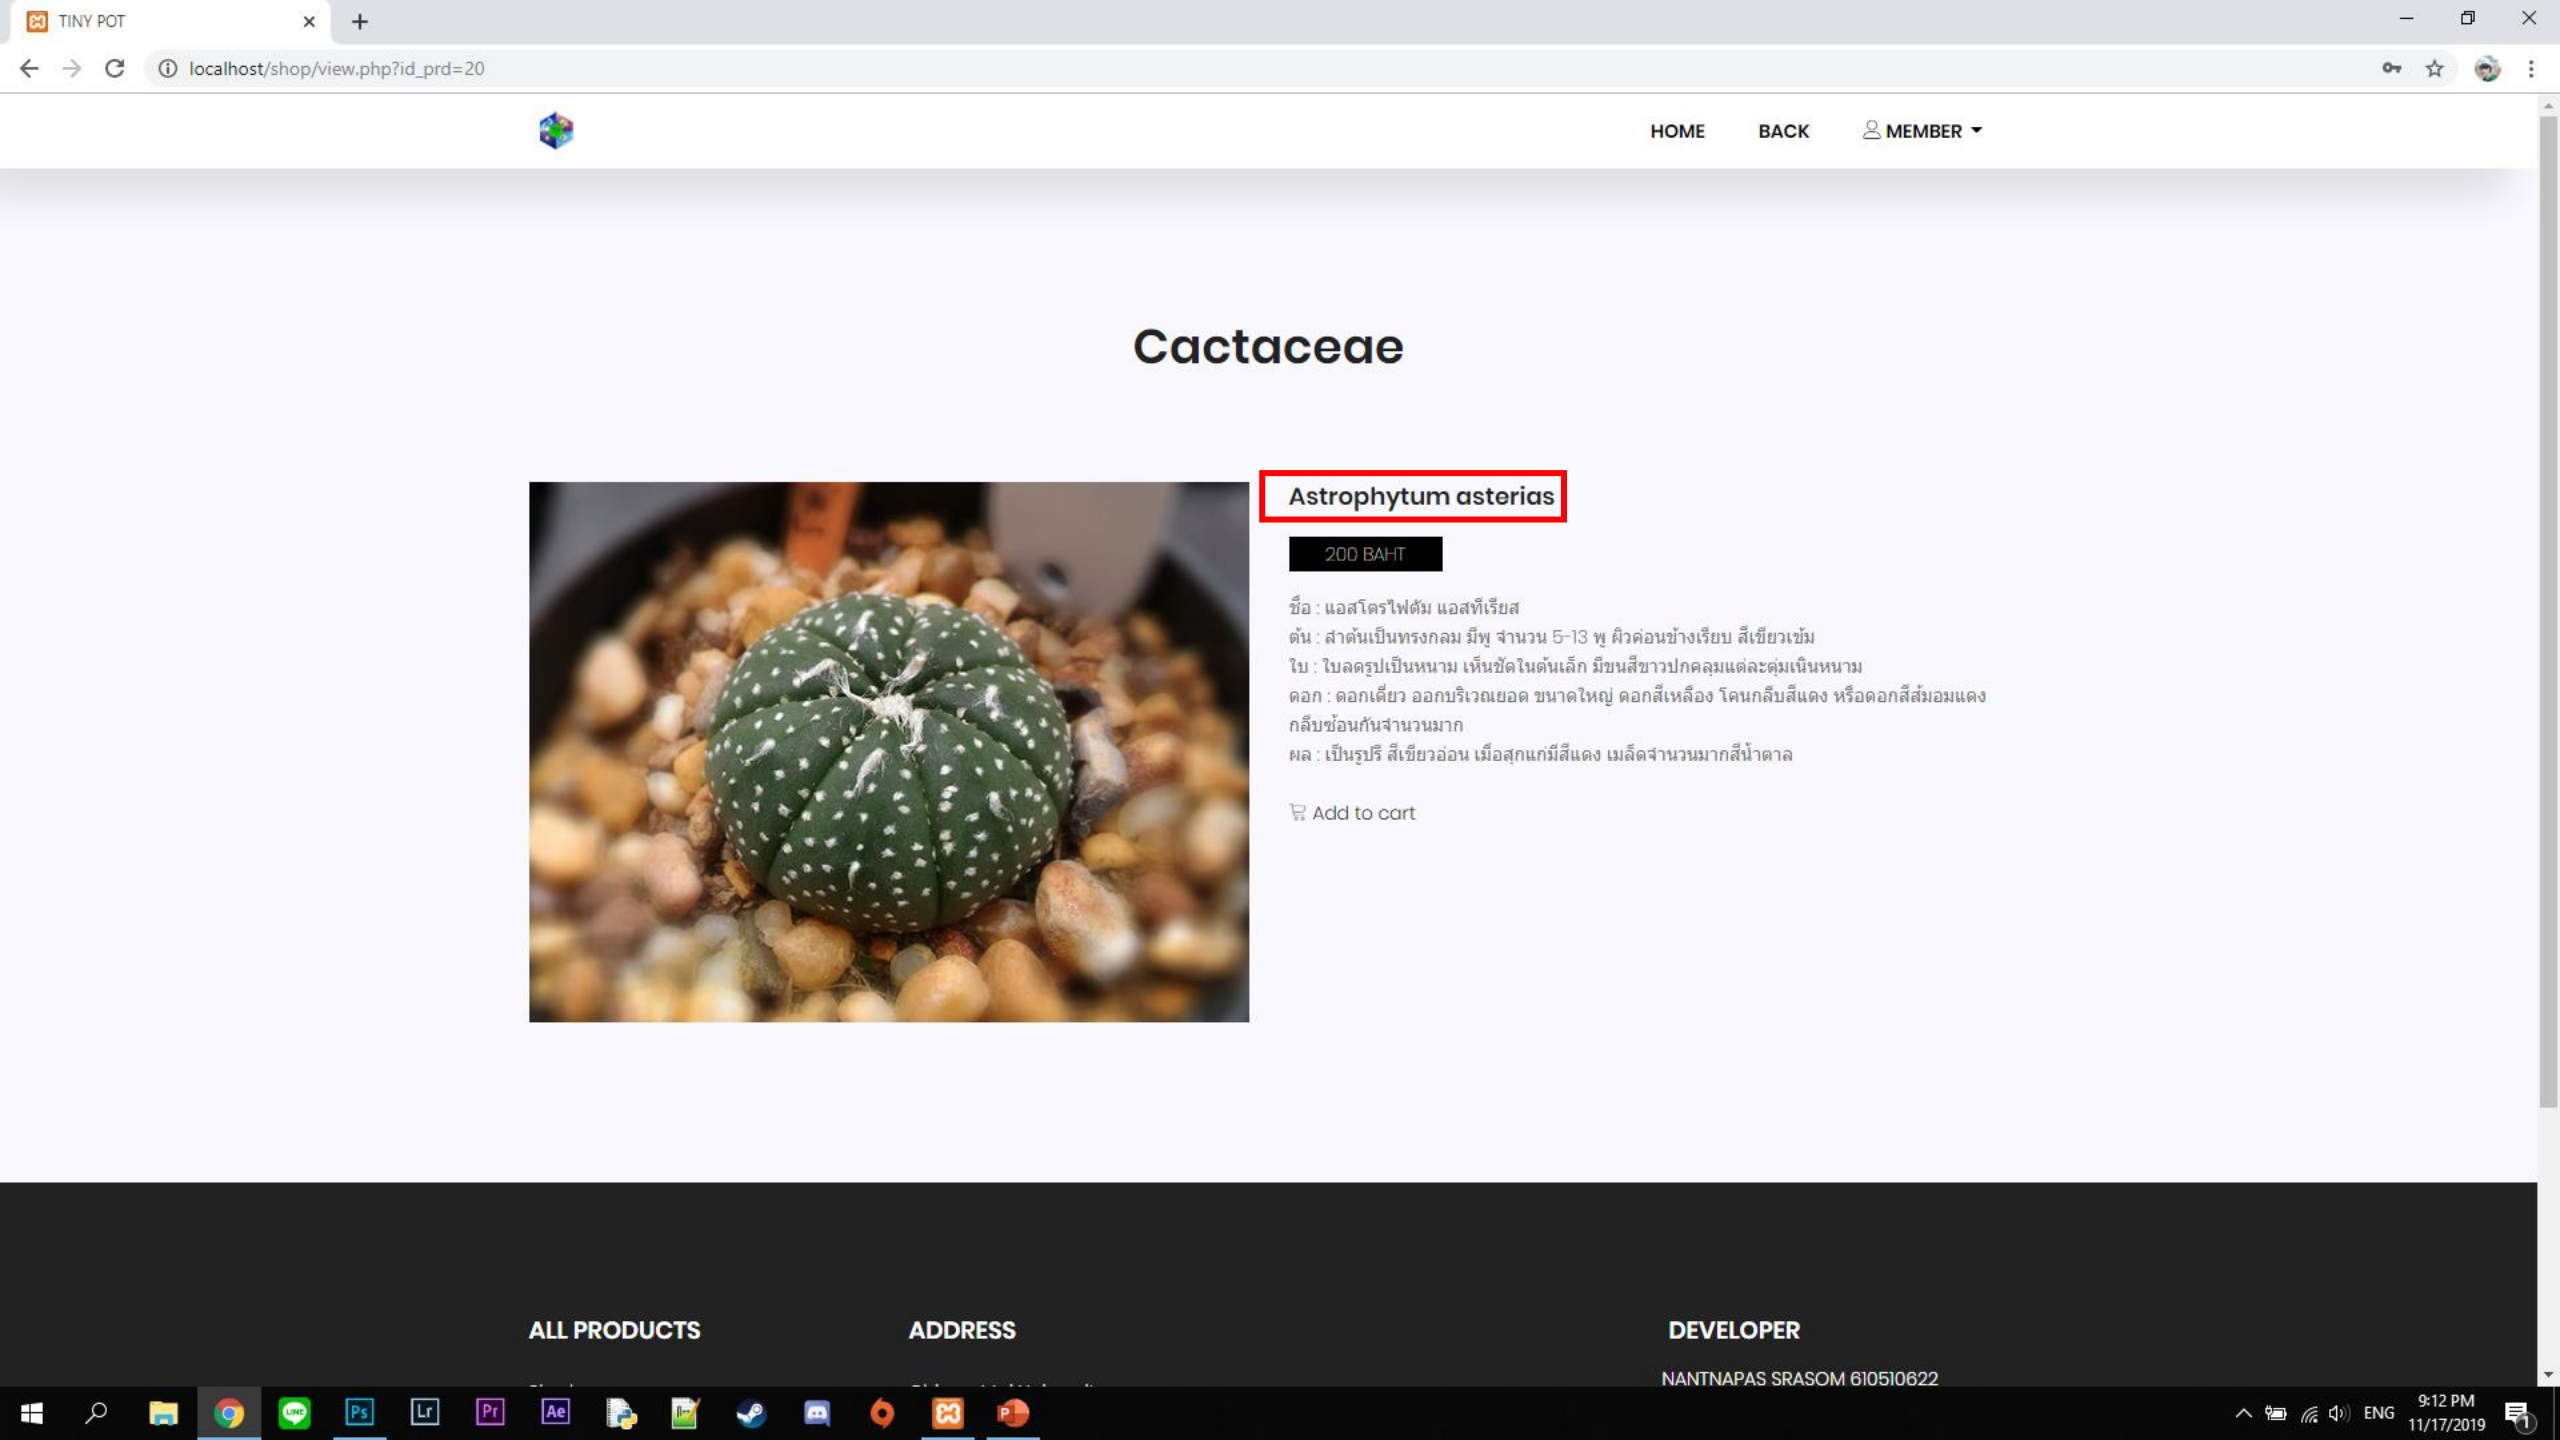 TINY POT
localhost/shop/view.php?id_prd=20
HOME BACK MEMBER
Cactaceae
Astrophytum asterias
200 BAHT
ชื่อ : แอสโตรไฟตัม แอสทีเรียส
ต้น : ลำต้นเป็นทรงกลม มีพู จำนวน 5-13 พู ผิวค่อนข้างเรียบ สีเขียวเข้ม
ใบ : ใบลดรูปเป็นหนาม เห็นชัดในต้นเล็ก มีขนสีขาวปกคลุมแต่ละตุ่มเนินหนาม
ดอก : ดอกเดี่ยว ออกบริเวณยอด ขนาดใหญ่ ดอกสีเหลือง โคนกลีบสีแดง หรือดอกสีส้มอมแดง
กลีบซ้อนกันจำนวนมาก
ผล : เป็นรูปรี สีเขียวอ่อน เมื่อสุกแก่มีสีแดง เมล็ดจำนวนมากสีน้ำตาล
Add to cart
ALL PRODUCTS ADDRESS DEVELOPER
NANTNAPAS SRASOM 610510622
LINE Ps Lr Pr Ae
ENG 9:12 PM
11/17/2019 1